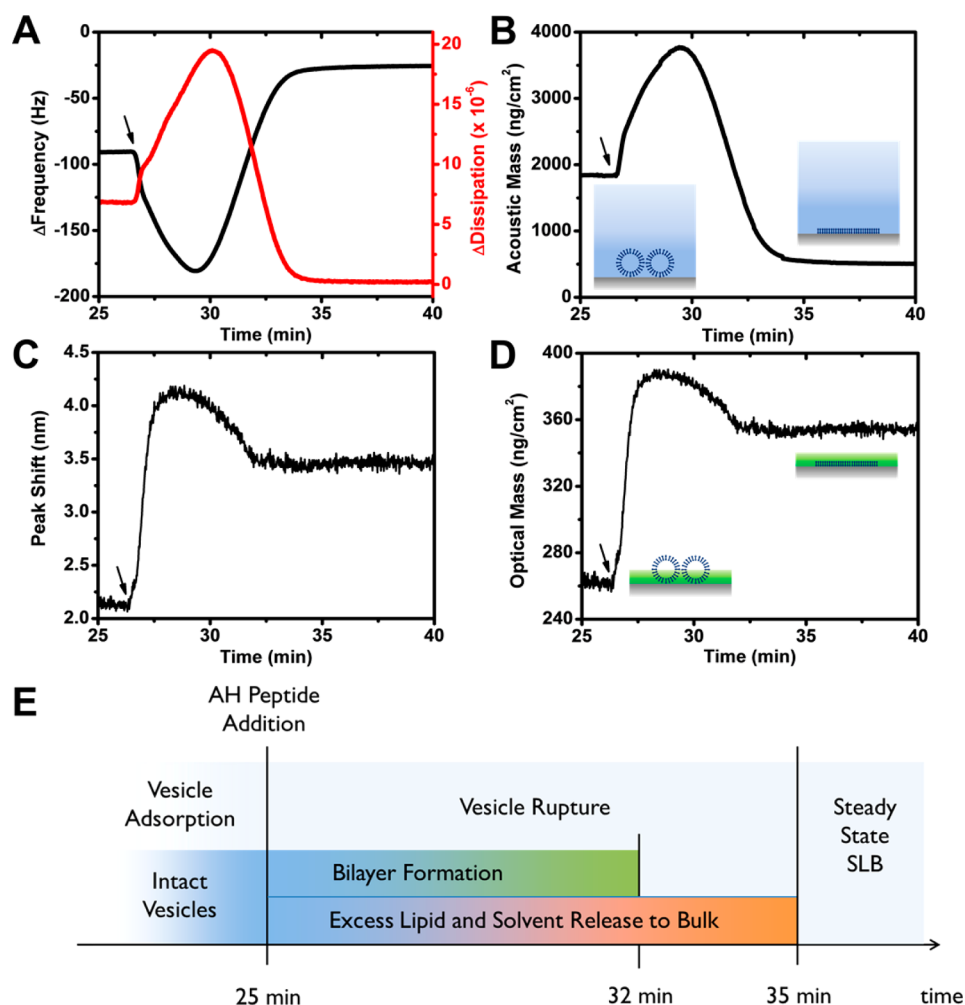 A
0
-50
-100
-150
-200
ΔFrequency (Hz)
20
15
10
5
0
ΔDissipation (x 10⁻⁶)
25 30 35 40
Time (min)
B
4000
3000
2000
1000
0
Acoustic Mass (ng/cm²)
25 30 35 40
Time (min)
C
4.5
4.0
3.5
3.0
2.5
2.0
Peak Shift (nm)
25 30 35 40
Time (min)
D
400
360
320
280
240
Optical Mass (ng/cm²)
25 30 35 40
Time (min)
E
AH Peptide
Addition
Vesicle
Adsorption
Vesicle Rupture
Steady
State
SLB
Intact
Vesicles
Bilayer Formation
Excess Lipid and Solvent Release to Bulk
25 min 32 min 35 min time